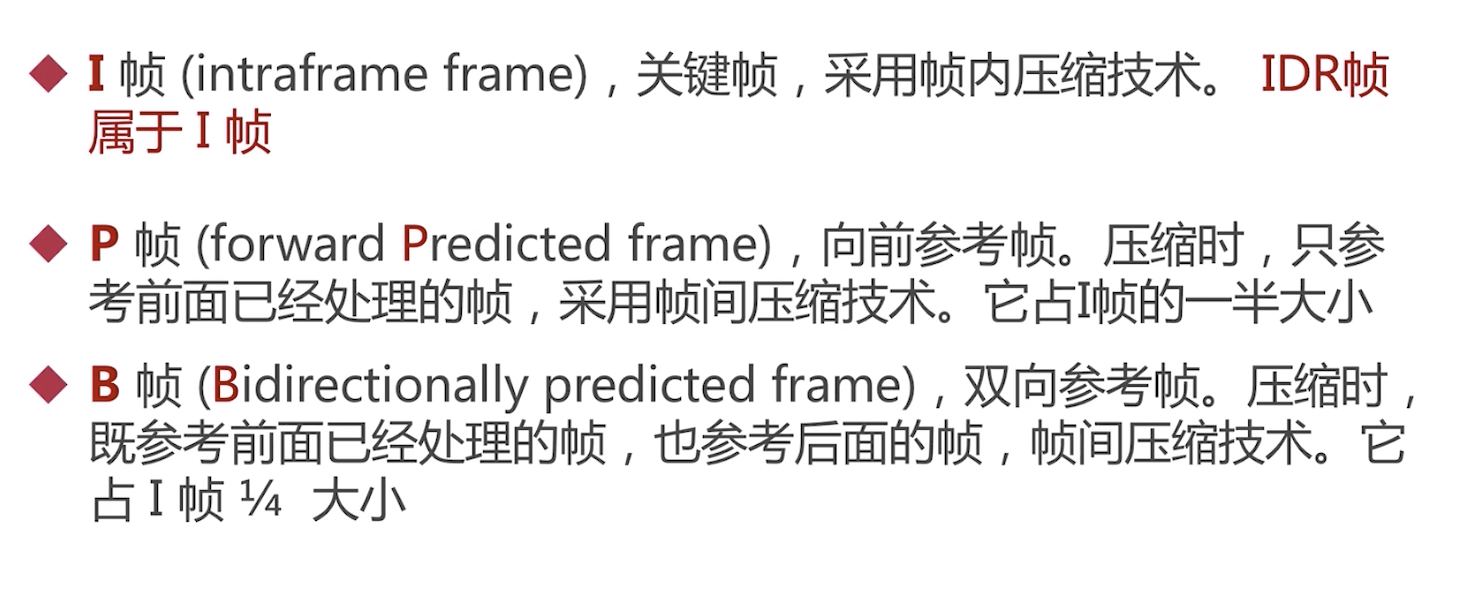 ◆ I 帧 (intraframe frame)，关键帧，采用帧内压缩技术。 IDR帧
属于 I 帧
◆ P 帧 (forward Predicted frame)，向前参考帧。压缩时，只参
考前面已经处理的帧，采用帧间压缩技术。它占I帧的一半大小
◆ B 帧 (Bidirectionally predicted frame)，双向参考帧。压缩时，
既参考前面已经处理的帧，也参考后面的帧，帧间压缩技术。它
占 I 帧 ¼ 大小